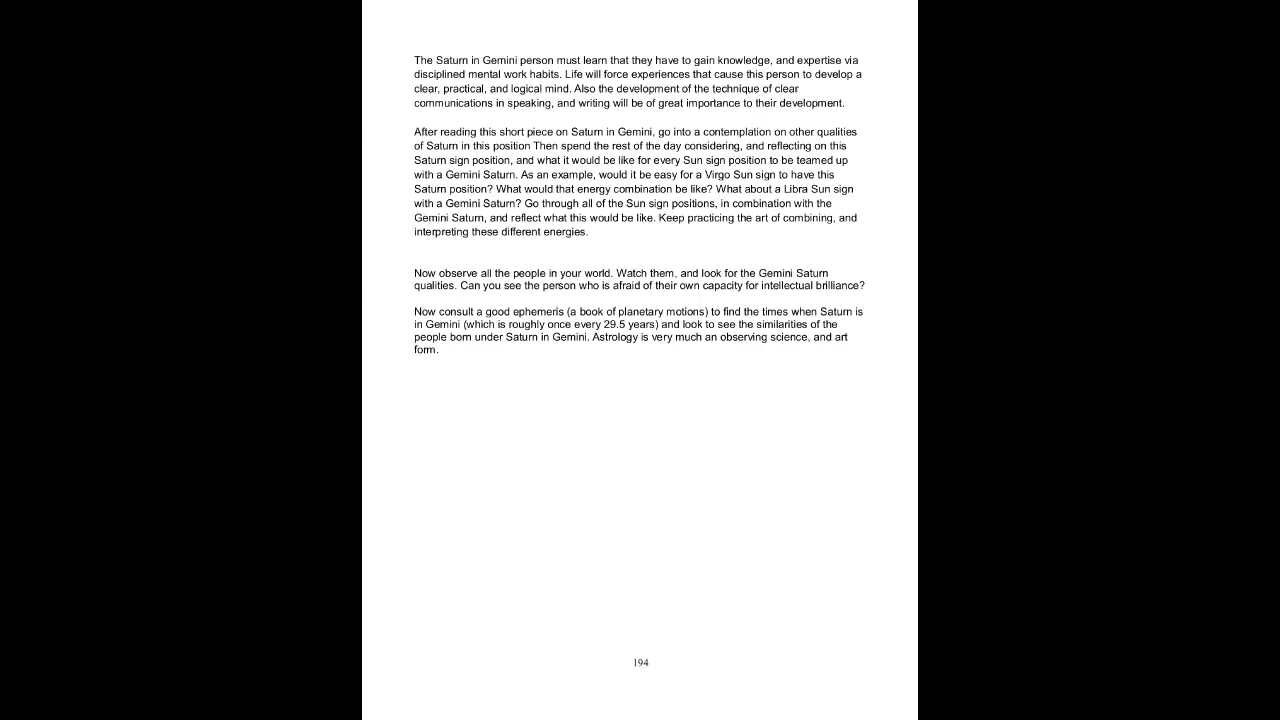 The Saturn in Gemini person must learn that they have to gain knowledge, and expertise via
disciplined mental work habits. Life will force experiences that cause this person to develop a
clear, practical, and logical mind. Also the development of the technique of clear
communications in speaking, and writing will be of great importance to their development.
After reading this short piece on Saturn in Gemini, go into a contemplation on other qualities
of Saturn in this position Then spend the rest of the day considering, and reflecting on this
Saturn sign position, and what it would be like for every Sun sign position to be teamed up
with a Gemini Saturn. As an example, would it be easy for a Virgo Sun sign to have this
Saturn position? What would that energy combination be like? What about a Libra Sun sign
with a Gemini Saturn? Go through all of the Sun sign positions, in combination with the
Gemini Saturn, and reflect what this would be like. Keep practicing the art of combining, and
interpreting these different energies.
Now observe all the people in your world. Watch them, and look for the Gemini Saturn
qualities. Can you see the person who is afraid of their own capacity for intellectual brilliance?
Now consult a good ephemeris (a book of planetary motions) to find the times when Saturn is
in Gemini (which is roughly once every 29.5 years) and look to see the similarities of the
people born under Saturn in Gemini. Astrology is very much an observing science, and art
form.
194